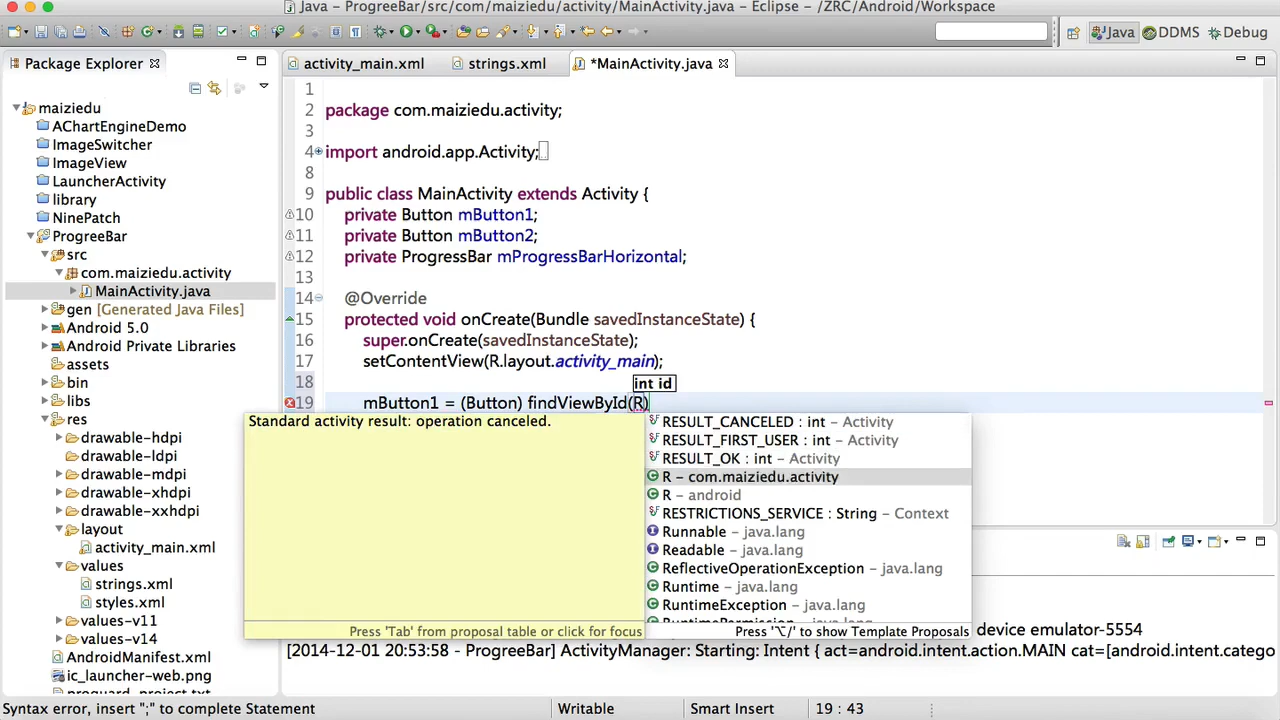 Java – ProgreeBar/src/com/maiziedu/activity/MainActivity.java – Eclipse – /ZRC/Android/Workspace
Java
DDMS
Debug
Package Explorer
activity_main.xml
strings.xml
*MainActivity.java
maiziedu
AChartEngineDemo
ImageSwitcher
ImageView
LauncherActivity
library
NinePatch
ProgreeBar
src
com.maiziedu.activity
MainActivity.java
gen [Generated Java Files]
Android 5.0
Android Private Libraries
assets
bin
libs
res
drawable-hdpi
drawable-ldpi
drawable-mdpi
drawable-xhdpi
drawable-xxhdpi
layout
activity_main.xml
values
strings.xml
styles.xml
values-v11
values-v14
AndroidManifest.xml
ic_launcher-web.png
proguard_project.txt
1
2 package com.maiziedu.activity;
3
4 import android.app.Activity;
8
9 public class MainActivity extends Activity {
10 private Button mButton1;
11 private Button mButton2;
12 private ProgressBar mProgressBarHorizontal;
13
14 @Override
15 protected void onCreate(Bundle savedInstanceState) {
16 super.onCreate(savedInstanceState);
17 setContentView(R.layout.activity_main);
18
int id
19 mButton1 = (Button) findViewById(R)
Standard activity result: operation canceled.
Press 'Tab' from proposal table or click for focus
RESULT_CANCELED : int – Activity
RESULT_FIRST_USER : int – Activity
RESULT_OK : int – Activity
R – com.maiziedu.activity
R – android
RESTRICTIONS_SERVICE : String – Context
Runnable – java.lang
Readable – java.lang
ReflectiveOperationException – java.lang
Runtime – java.lang
RuntimeException – java.lang
RuntimePermission – java.lang
Press '⌥/' to show Template Proposals
device emulator-5554
[2014-12-01 20:53:58 - ProgreeBar] ActivityManager: Starting: Intent { act=android.intent.action.MAIN cat=[android.intent.catego
Syntax error, insert ";" to complete Statement
Writable
Smart Insert
19 : 43